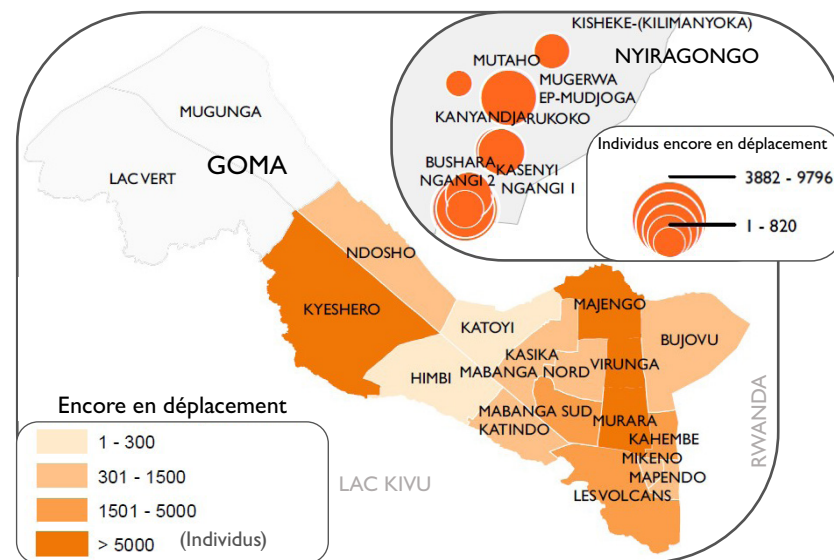 KISHEKE-(KILIMANYOKA)
NYIRAGONGO
MUTAHO
MUGERWA
EP-MUDJOGA
KANYANDJARUKOKO
BUSHARA
KASENYI
NGANGI 2
NGANGI 1
Individus encore en déplacement
3882 - 9796
1 - 820
MUGUNGA
GOMA
LAC VERT
NDOSHO
KYESHERO
MAJENGO
KATOYI
BUJOVU
KASIKA
VIRUNGA
MABANGA NORD
HIMBI
MABANGA SUD
MURARA
KATINDO
KAHEMBE
MIKENO
MAPENDO
LES VOLCANS
RWANDA
LAC KIVU
Encore en déplacement
1 - 300
301 - 1500
1501 - 5000
> 5000 (Individus)